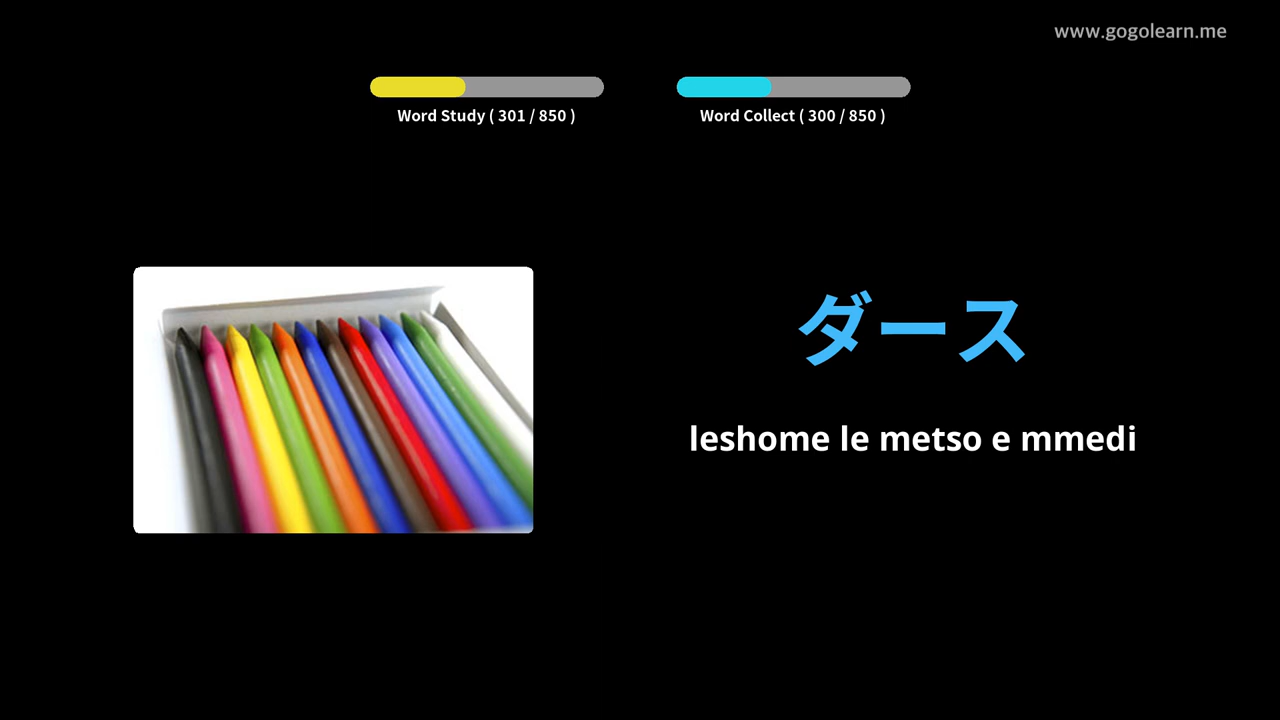 www.gogolearn.me
Word Study ( 301 / 850 )
Word Collect ( 300 / 850 )
ダース
leshome le metso e mmedi